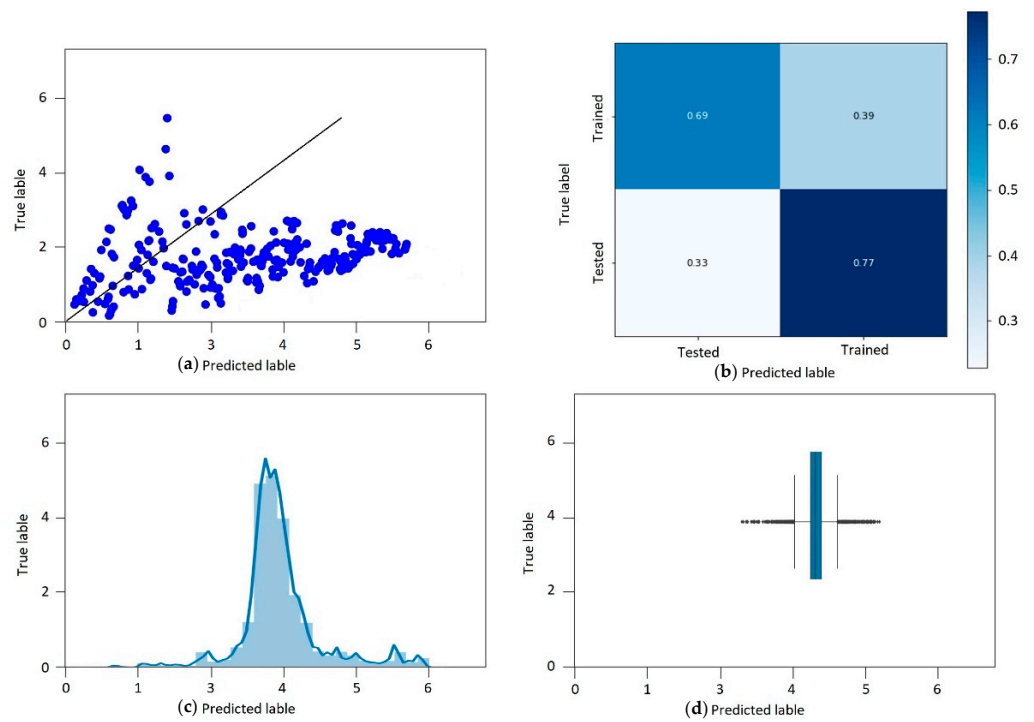 True lable
6
4
2
0
0 1 3 4 5 6
(a) Predicted lable
True label
Trained
Tested
0.69 0.39
0.33 0.77
Tested Trained
(b) Predicted lable
0.7
0.6
0.5
0.4
0.3
True lable
6
4
2
0
0 1 3 4 5 6
(c) Predicted lable
True lable
6
4
2
0
0 1 3 4 5 6
(d) Predicted lable